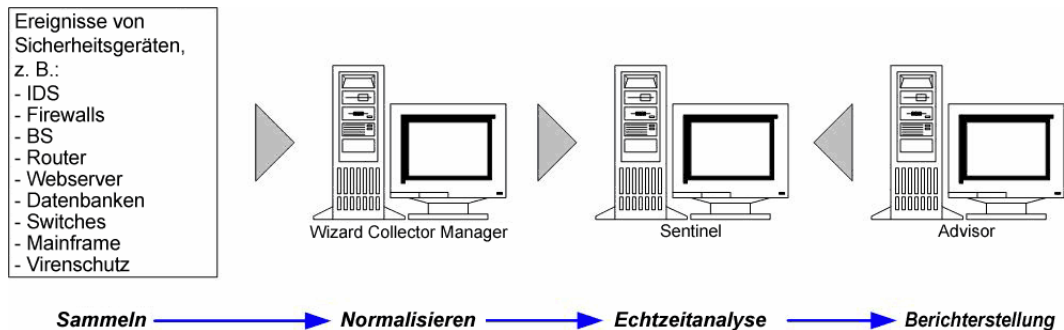 Ereignisse von
Sicherheitsgeräten,
z. B.:
- IDS
- Firewalls
- BS
- Router
- Webserver
- Datenbanken
- Switches
- Mainframe
- Virenschutz
Wizard Collector Manager
Sentinel
Advisor
Sammeln
Normalisieren
Echtzeitanalyse
Berichterstellung